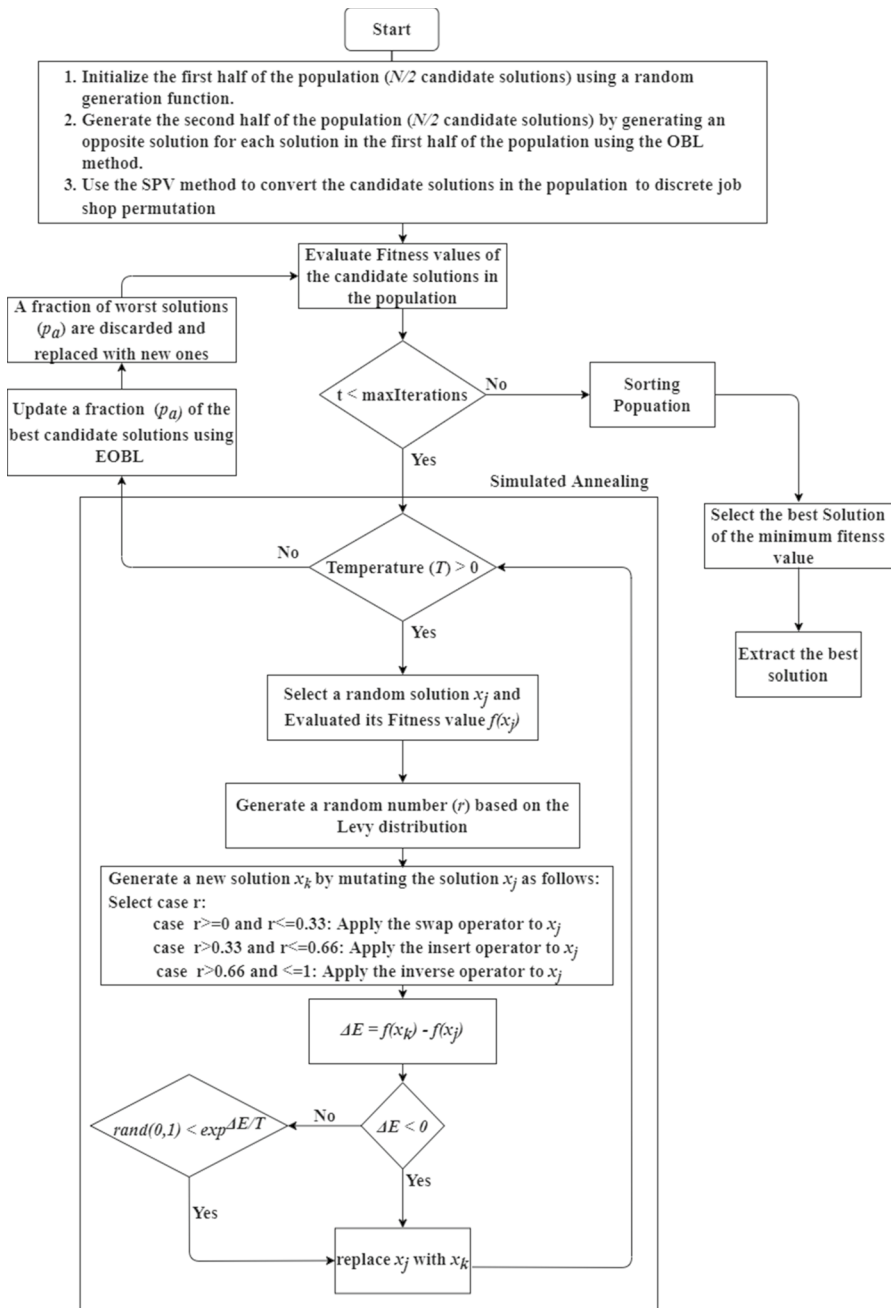 Start
1. Initialize the first half of the population (N/2 candidate solutions) using a random
generation function.
2. Generate the second half of the population (N/2 candidate solutions) by generating an
opposite solution for each solution in the first half of the population using the OBL
method.
3. Use the SPV method to convert the candidate solutions in the population to discrete job
shop permutation
Evaluate Fitness values of
the candidate solutions in
the population
A fraction of worst solutions
(pa) are discarded and
replaced with new ones
Update a fraction (pa) of the
best candidate solutions using
EOBL
t < maxIterations
No
Sorting
Popuation
Yes
Simulated Annealing
Select the best Solution
of the minimum fitenss
value
Extract the best
solution
No
Temperature (T) > 0
Yes
Select a random solution xj and
Evaluated its Fitness value f(xj)
Generate a random number (r) based on the
Levy distribution
Generate a new solution xk by mutating the solution xj as follows:
Select case r:
case r>=0 and r<=0.33: Apply the swap operator to xj
case r>0.33 and r<=0.66: Apply the insert operator to xj
case r>0.66 and <=1: Apply the inverse operator to xj
ΔE = f(xk) - f(xj)
ΔE < 0
No
rand(0,1) < exp^ΔE/T
Yes
Yes
replace xj with xk